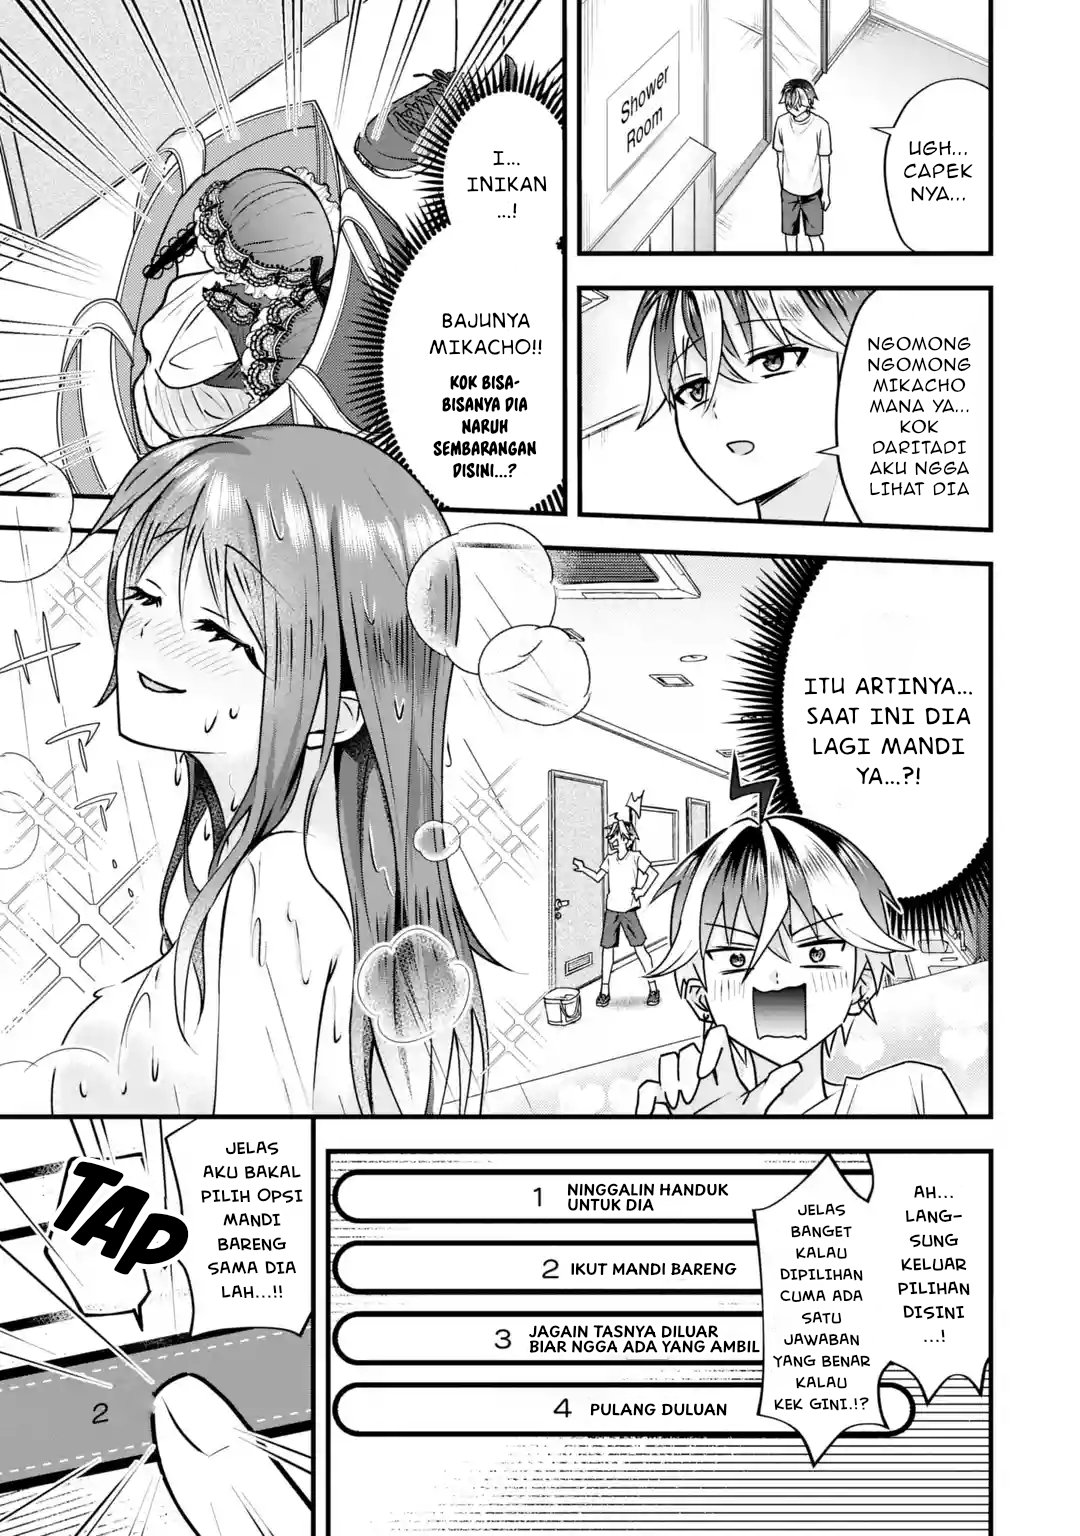 Shower
Room
UGH...
CAPEK
NYA...
NGOMONG
NGOMONG
MIKACHO
MANA YA...
KOK
DARITADI
AKU NGGA
LIHAT DIA
I...
INIKAN
...!
BAJUNYA
MIKACHO!!
KOK BISA-
BISANYA DIA
NARUH
SEMBARANGAN
DISINI...?
ITU ARTINYA...
SAAT INI DIA
LAGI MANDI
YA...?!
AH...
LANG-
SUNG
KELUAR
PILIHAN
DISINI
...!
JELAS
BANGET
KALAU
DIPILIHAN
CUMA ADA
SATU
JAWABAN
YANG BENAR
KALAU
KEK GINI.!?
1 NINGGALIN HANDUK
UNTUK DIA
2 IKUT MANDI BARENG
3 JAGAIN TASNYA DILUAR
BIAR NGGA ADA YANG AMBIL
4 PULANG DULUAN
JELAS
AKU BAKAL
PILIH OPSI
MANDI
BARENG
SAMA DIA
LAH...!!
TAP
2